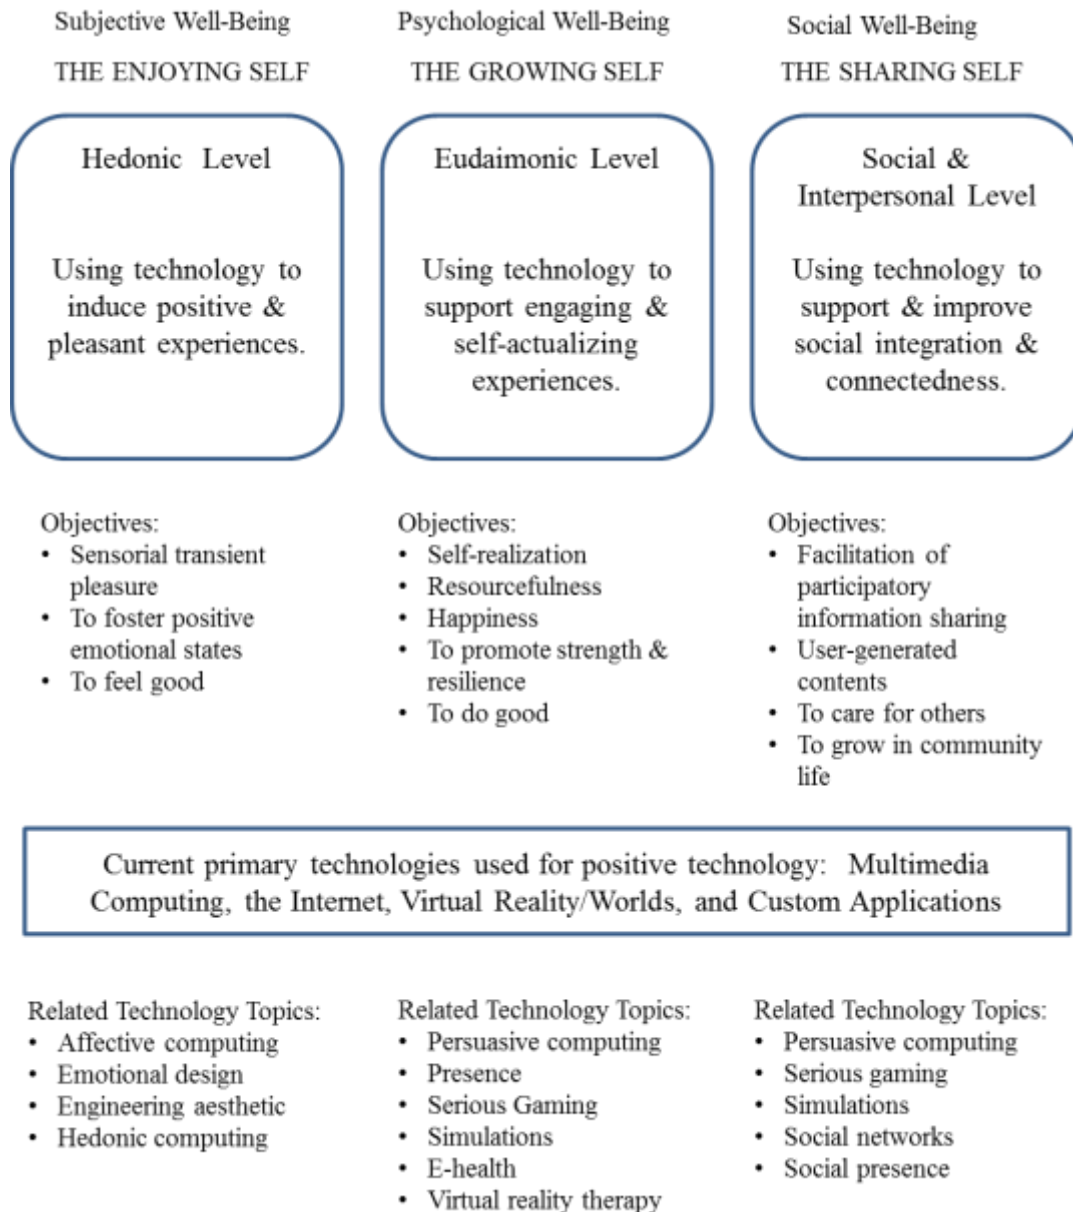 Subjective Well-Being
THE ENJOYING SELF
Hedonic Level
Using technology to
induce positive &
pleasant experiences.
Objectives:
• Sensorial transient
pleasure
• To foster positive
emotional states
• To feel good
Psychological Well-Being
THE GROWING SELF
Eudaimonic Level
Using technology to
support engaging &
self-actualizing
experiences.
Objectives:
• Self-realization
• Resourcefulness
• Happiness
• To promote strength &
resilience
• To do good
Social Well-Being
THE SHARING SELF
Social &
Interpersonal Level
Using technology to
support & improve
social integration &
connectedness.
Objectives:
• Facilitation of
participatory
information sharing
• User-generated
contents
• To care for others
• To grow in community
life
Current primary technologies used for positive technology: Multimedia
Computing, the Internet, Virtual Reality/Worlds, and Custom Applications
Related Technology Topics:
• Affective computing
• Emotional design
• Engineering aesthetic
• Hedonic computing
Related Technology Topics:
• Persuasive computing
• Presence
• Serious Gaming
• Simulations
• E-health
• Virtual reality therapy
Related Technology Topics:
• Persuasive computing
• Serious gaming
• Simulations
• Social networks
• Social presence